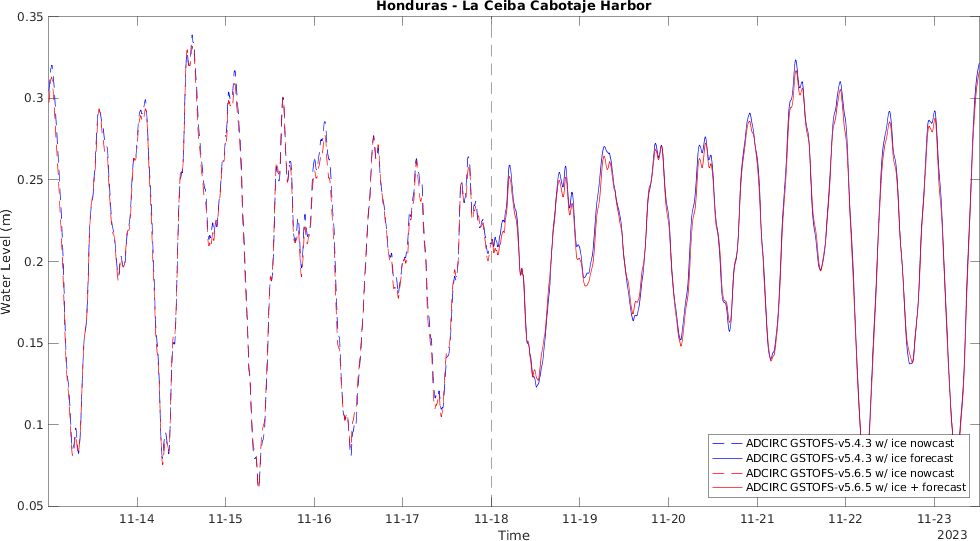 Honduras - La Ceiba Cabotaje Harbor
0.35
0.3
0.25
0.2
0.15
0.1
0.05
Water Level (m)
ADCIRC GSTOFS-v5.4.3 w/ ice nowcast
ADCIRC GSTOFS-v5.4.3 w/ ice forecast
ADCIRC GSTOFS-v5.6.5 w/ ice nowcast
ADCIRC GSTOFS-v5.6.5 w/ ice + forecast
11-14 11-15 11-16 11-17 11-18 11-19 11-20 11-21 11-22 11-23
Time
2023